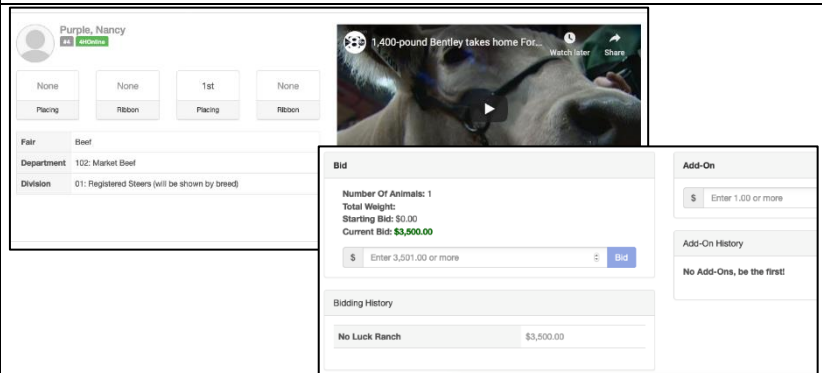 Purple, Nancy
#4 4HOnline
None None 1st None
Placing Ribbon Placing Ribbon
Fair Beef
Department 102: Market Beef
Division 01: Registered Steers (will be shown by breed)
1,400-pound Bentley takes home For...
Watch later Share
Bid
Number Of Animals: 1
Total Weight:
Starting Bid: $0.00
Current Bid: $3,500.00
$ Enter 3,501.00 or more Bid
Bidding History
No Luck Ranch $3,500.00
Add-On
$ Enter 1.00 or more
Add-On History
No Add-Ons, be the first!